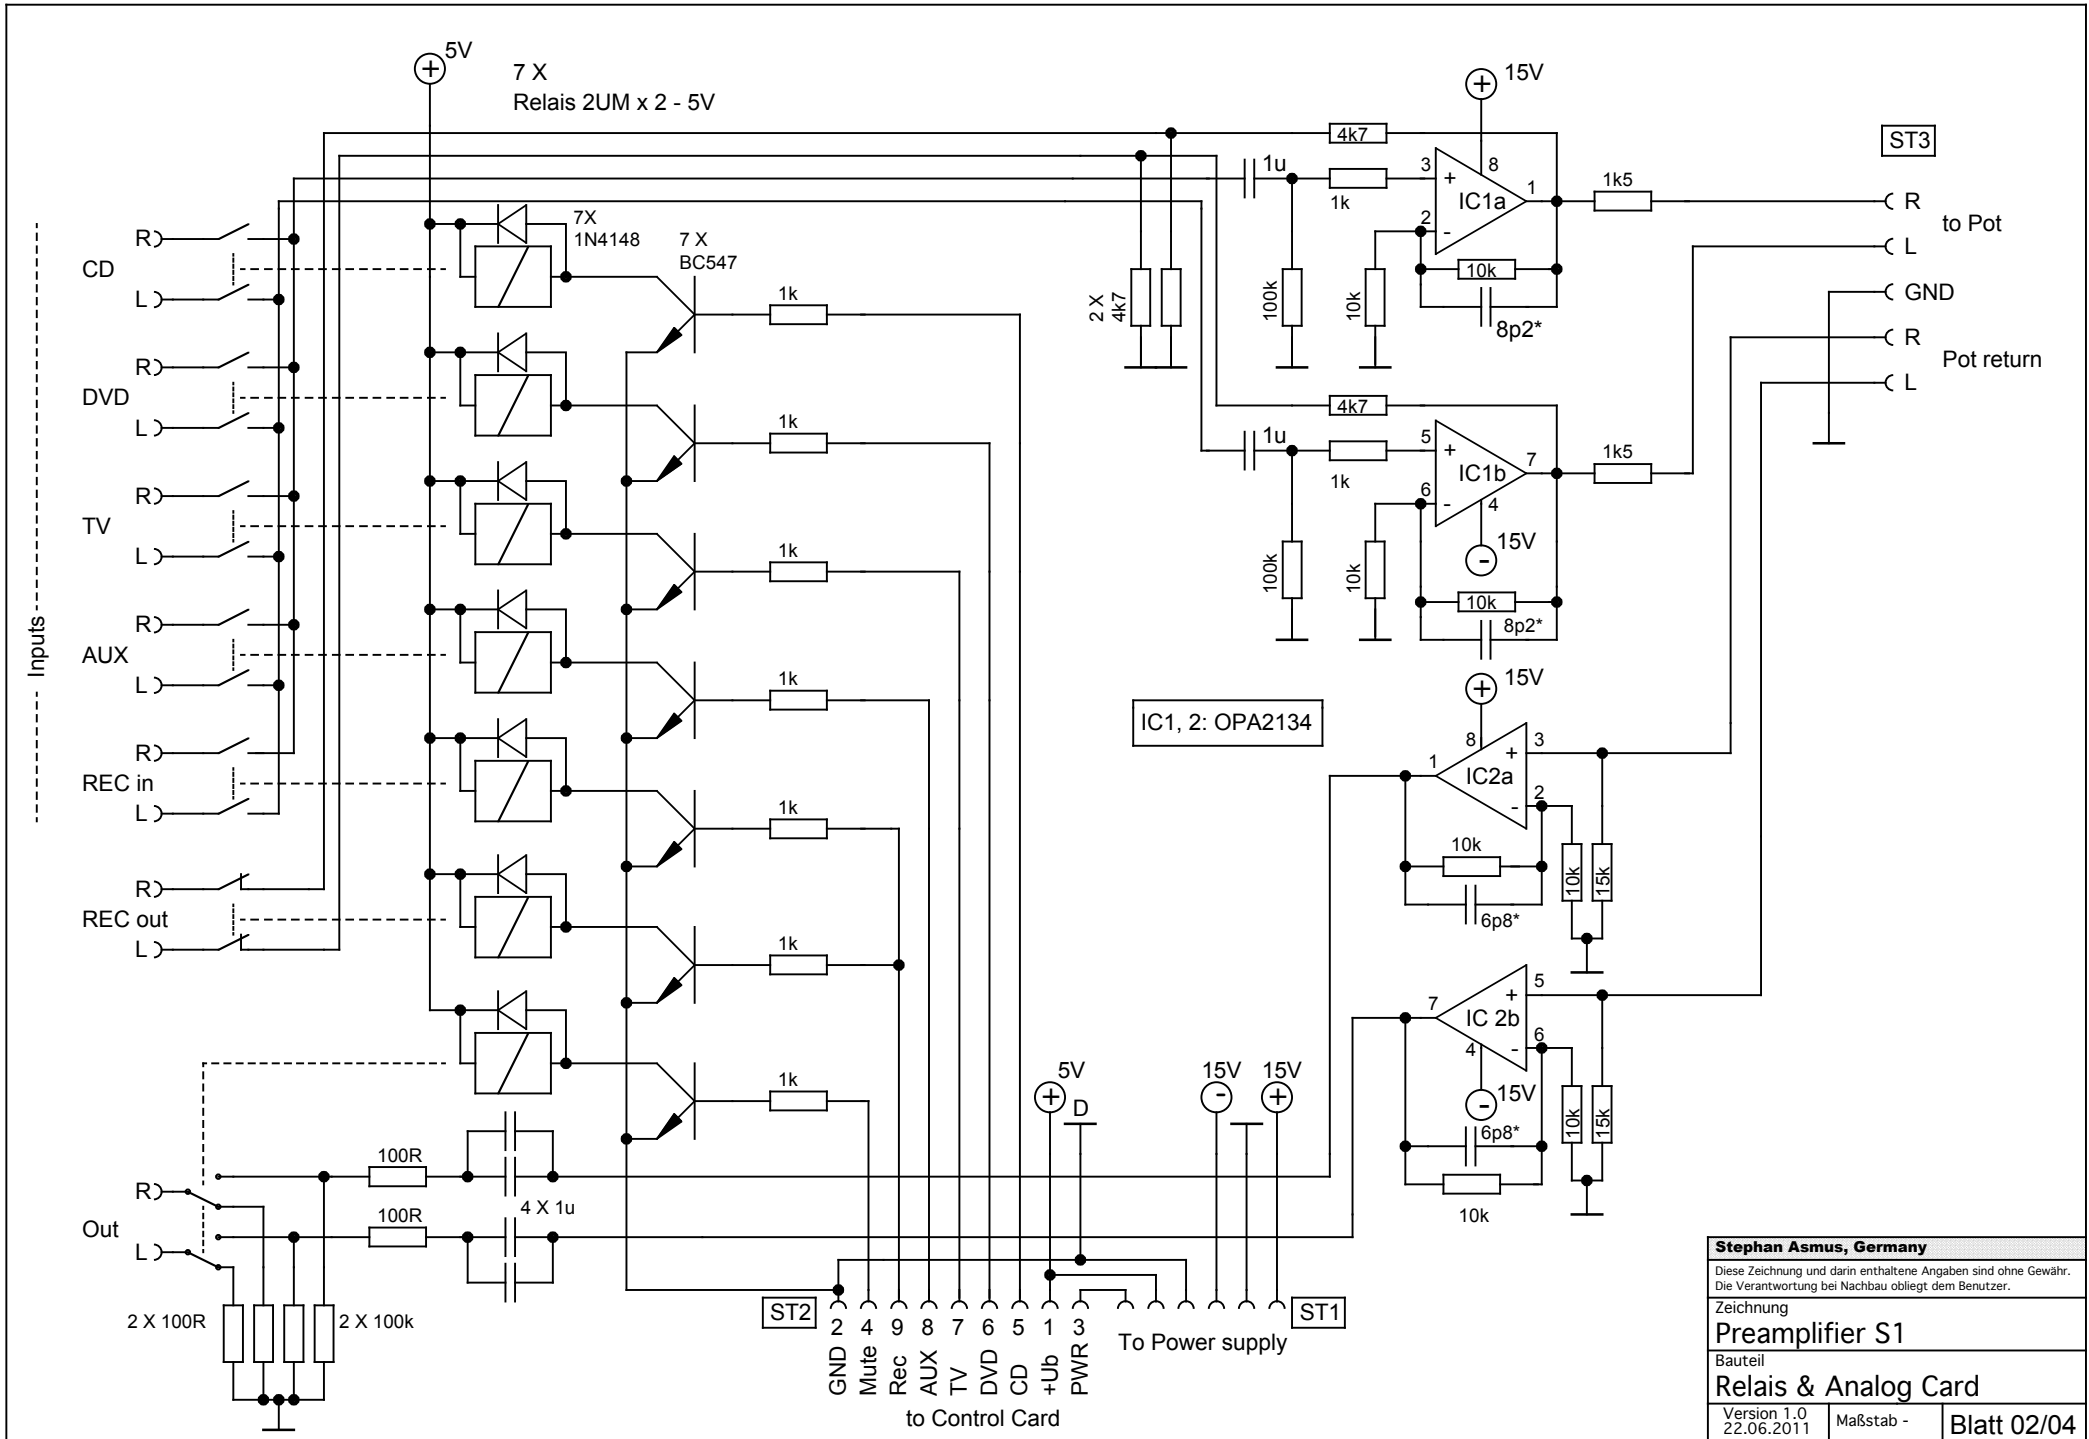 5V
7 X
Relais 2UM x 2 - 5V
15V
ST3
4k7
1u
1k
3
+
8
IC1a
1
2
-
1k5
R
to Pot
L
GND
R
Pot return
L
10k
8p2*
100k
10k
2 X
4k7
Inputs
R
CD
L
R
DVD
L
R
TV
L
R
AUX
L
R
REC in
L
R
REC out
L
7X
1N4148
7 X
BC547
1k
1k
1k
1k
1k
1k
1k
4k7
1u
1k
5
+
IC1b
7
6
-
4
15V
-
1k5
100k
10k
10k
8p2*
IC1, 2: OPA2134
+
15V
8
3
+
1
IC2a
2
-
10k
6p8*
10k
15k
5
+
7
IC 2b
6
4
-
-
15V
6p8*
10k
10k
15k
5V
+
D
15V
-
15V
+
R
Out
L
100R
100R
4 X 1u
2 X 100R
2 X 100k
ST2
2
4
9
8
7
6
5
1
3
ST1
To Power supply
GND
Mute
Rec
AUX
TV
DVD
CD
+Ub
PWR
to Control Card
Stephan Asmus, Germany
Diese Zeichnung und darin enthaltene Angaben sind ohne Gewähr.
Die Verantwortung bei Nachbau obliegt dem Benutzer.
Zeichnung
Preamplifier S1
Bauteil
Relais & Analog Card
Version 1.0
22.06.2011
Maßstab -
Blatt 02/04